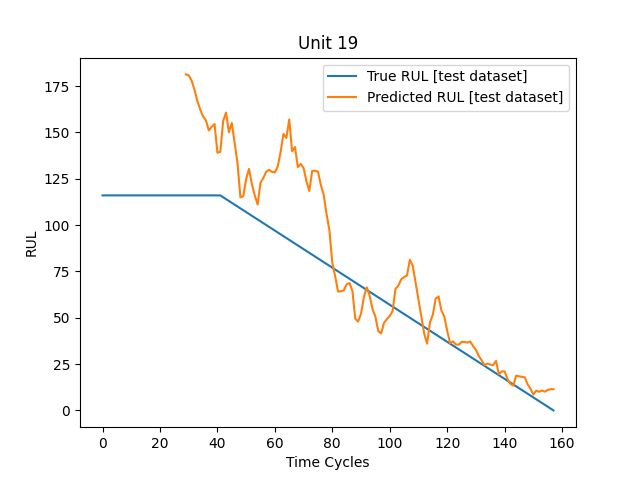 Unit 19
True RUL [test dataset]
Predicted RUL [test dataset]
RUL
175
150
125
100
75
50
25
0
0 20 40 60 80 100 120 140 160
Time Cycles